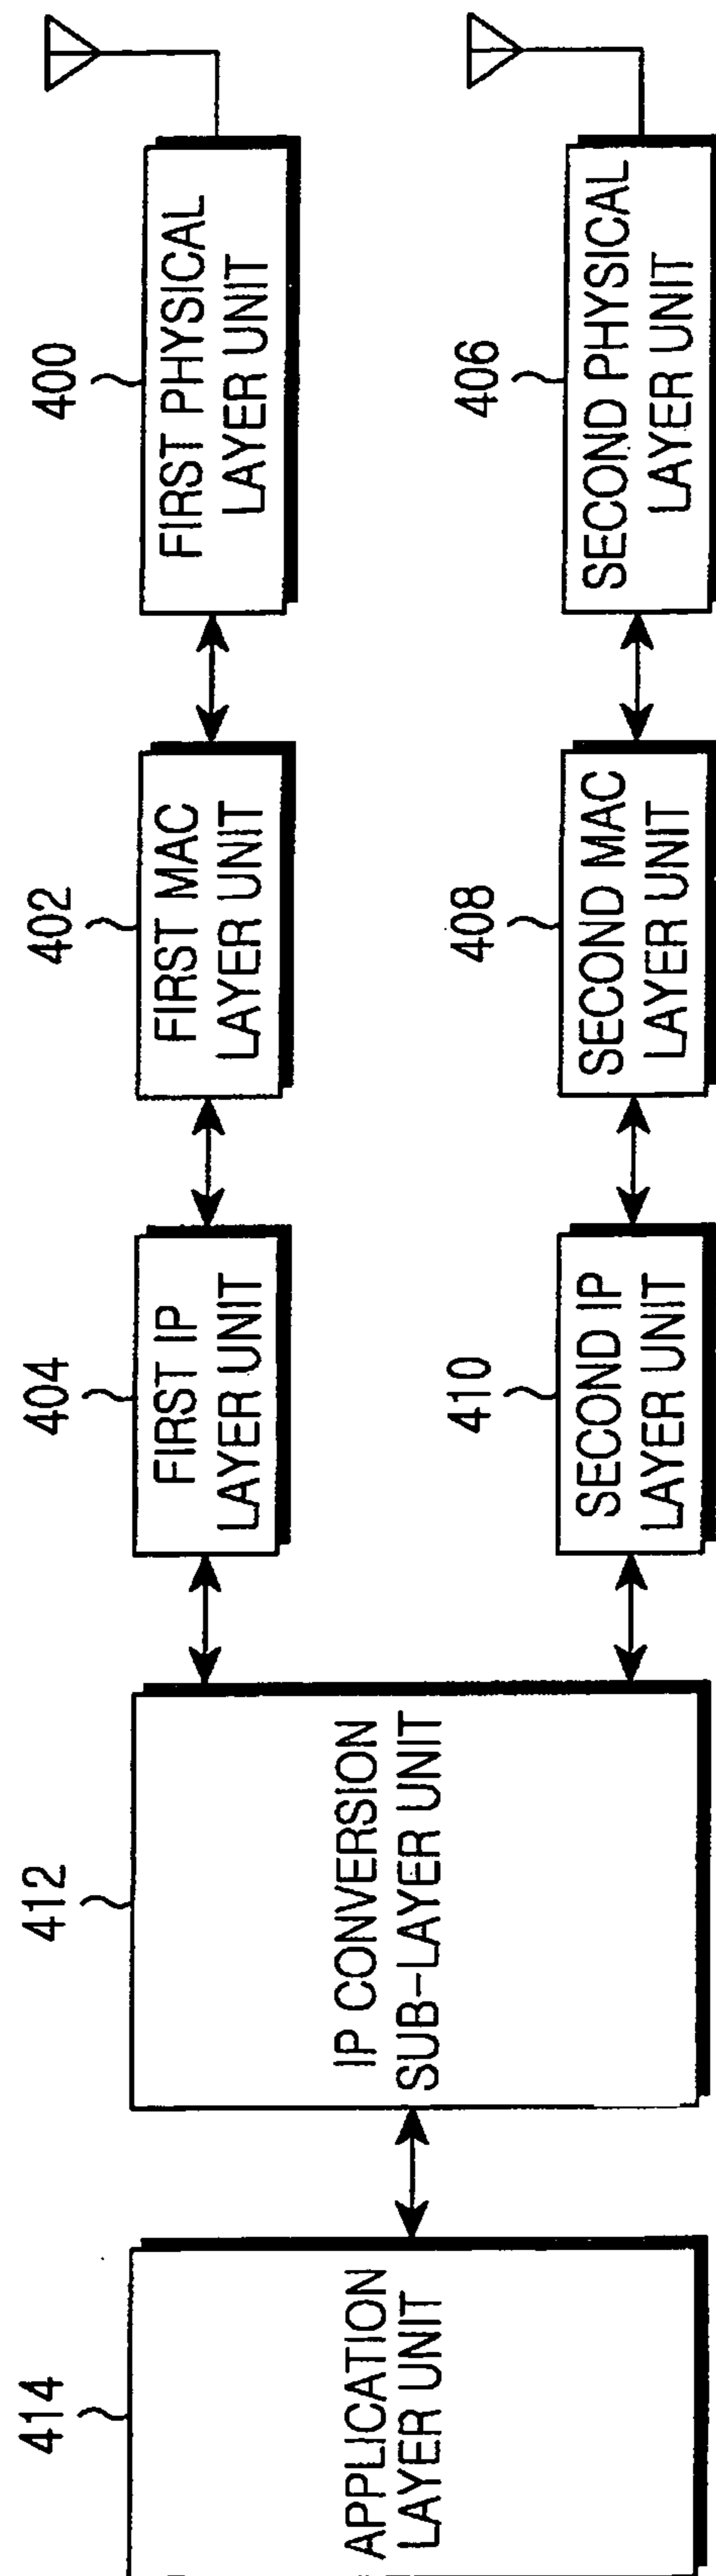 400
FIRST PHYSICAL
LAYER UNIT
402
FIRST MAC
LAYER UNIT
404
FIRST IP
LAYER UNIT
406
SECOND PHYSICAL
LAYER UNIT
408
SECOND MAC
LAYER UNIT
410
SECOND IP
LAYER UNIT
412
IP CONVERSION
SUB-LAYER UNIT
414
APPLICATION
LAYER UNIT